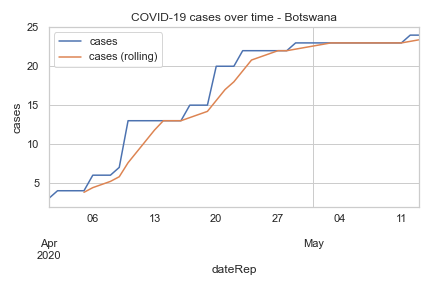 COVID-19 cases over time - Botswana
cases
cases (rolling)
cases
25
20
15
10
5
06
13
20
27
04
11
Apr
2020
May
dateRep